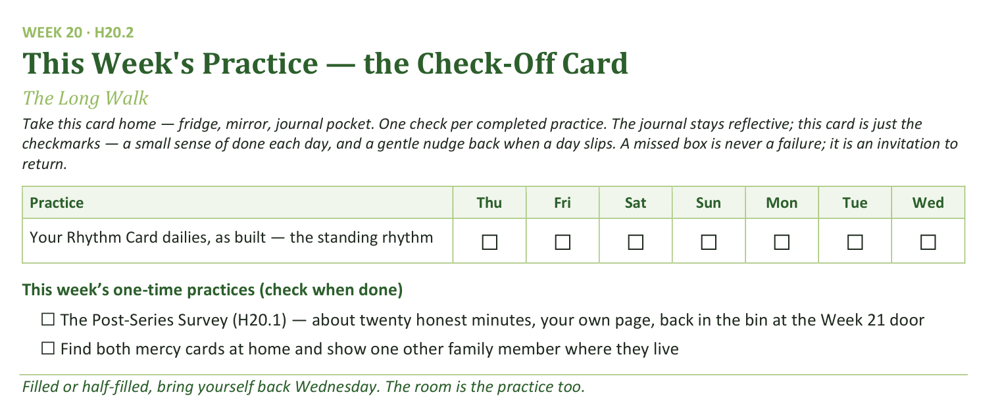 WEEK 20 · H20.2
This Week's Practice — the Check-Off Card
The Long Walk
Take this card home — fridge, mirror, journal pocket. One check per completed practice. The journal stays reflective; this card is just the
checkmarks — a small sense of done each day, and a gentle nudge back when a day slips. A missed box is never a failure; it is an invitation to
return.
Practice Thu Fri Sat Sun Mon Tue Wed
Your Rhythm Card dailies, as built — the standing rhythm ☐ ☐ ☐ ☐ ☐ ☐ ☐
This week’s one-time practices (check when done)
☐ The Post-Series Survey (H20.1) — about twenty honest minutes, your own page, back in the bin at the Week 21 door
☐ Find both mercy cards at home and show one other family member where they live
Filled or half-filled, bring yourself back Wednesday. The room is the practice too.